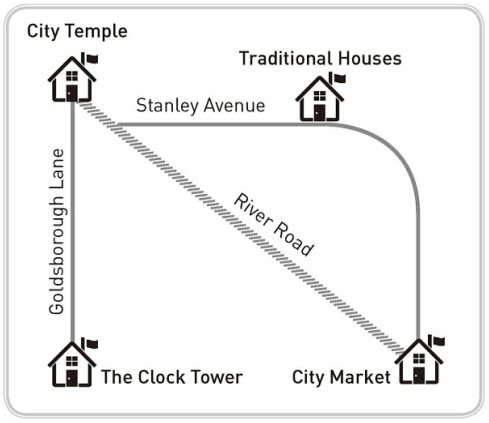 City Temple
Traditional Houses
Stanley Avenue
River Road
Goldsborough Lane
The Clock Tower
City Market